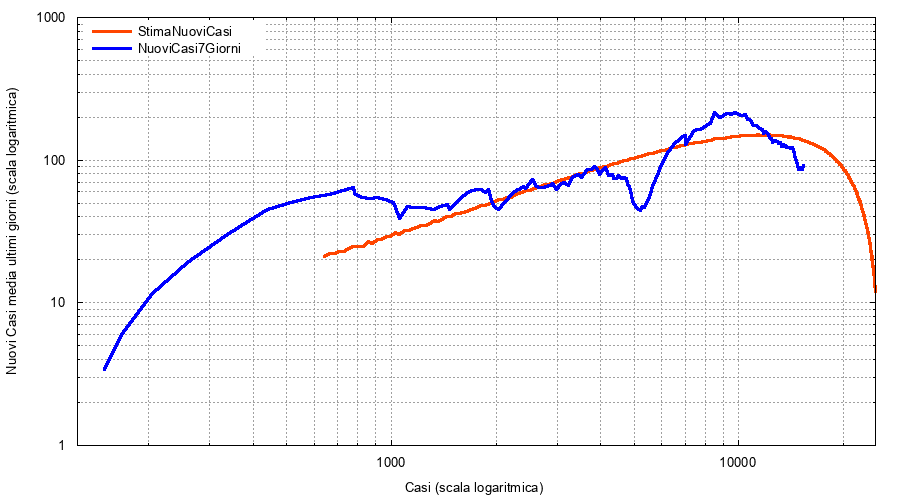 1000
StimaNuoviCasi
NuoviCasi7Giorni
100
10
1
1000
10000
Nuovi Casi media ultimi giorni (scala logaritmica)
Casi (scala logaritmica)